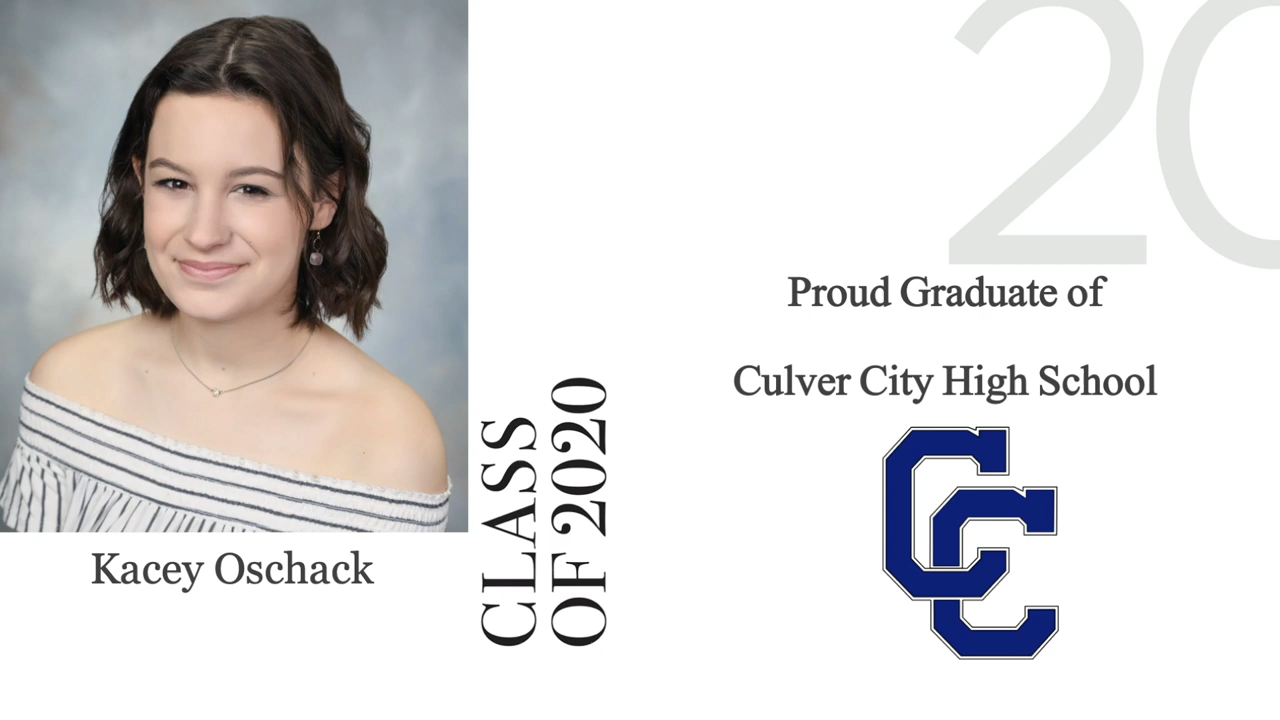 Kacey Oschack
CLASS
OF 2020
20
Proud Graduate of
Culver City High School
CC